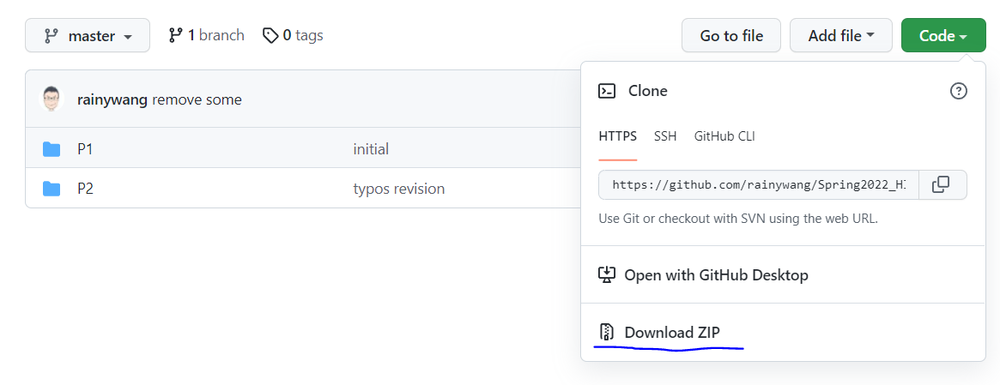 master 1 branch 0 tags Go to file Add file Code
rainywang remove some
P1 initial
P2 typos revision
Clone
HTTPS SSH GitHub CLI
https://github.com/rainywang/Spring2022_H
Use Git or checkout with SVN using the web URL.
Open with GitHub Desktop
Download ZIP